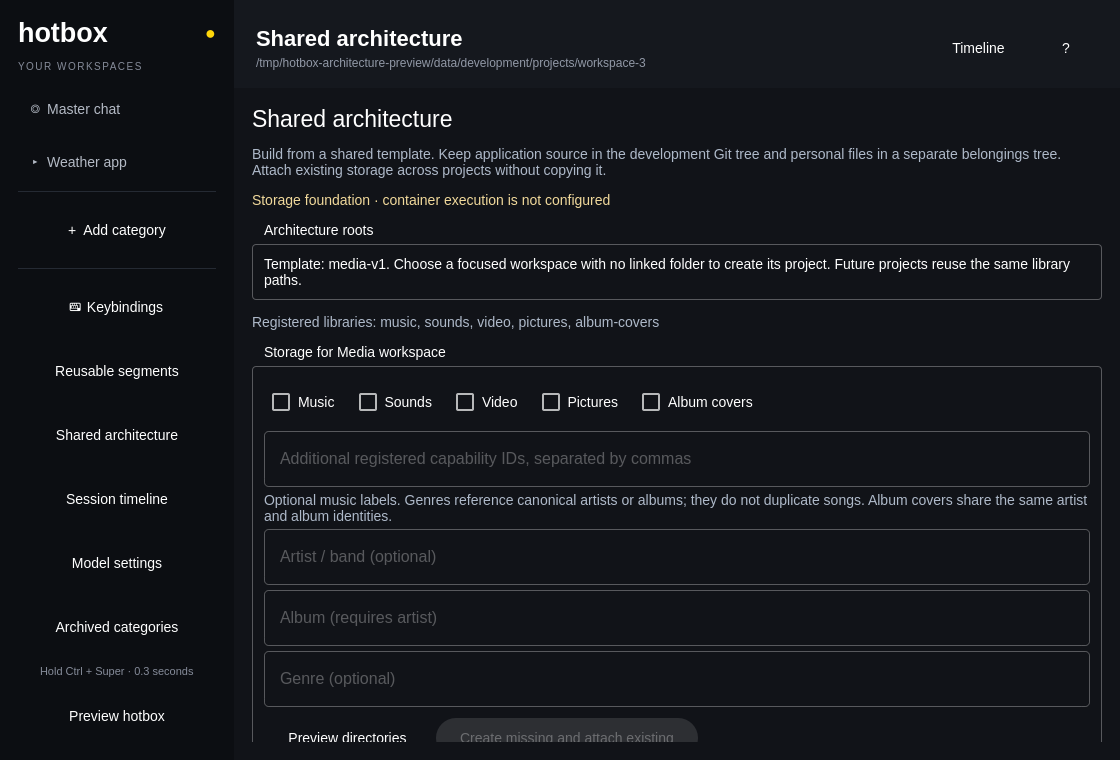 hotbox
YOUR WORKSPACES
Master chat
Weather app
+ Add category
Keybindings
Reusable segments
Shared architecture
Session timeline
Model settings
Archived categories
Hold Ctrl + Super · 0.3 seconds
Preview hotbox
Shared architecture
/tmp/hotbox-architecture-preview/data/development/projects/workspace-3
Timeline
?
Shared architecture
Build from a shared template. Keep application source in the development Git tree and personal files in a separate belongings tree.
Attach existing storage across projects without copying it.
Storage foundation · container execution is not configured
Architecture roots
Template: media-v1. Choose a focused workspace with no linked folder to create its project. Future projects reuse the same library
paths.
Registered libraries: music, sounds, video, pictures, album-covers
Storage for Media workspace
Music
Sounds
Video
Pictures
Album covers
Additional registered capability IDs, separated by commas
Optional music labels. Genres reference canonical artists or albums; they do not duplicate songs. Album covers share the same artist
and album identities.
Artist / band (optional)
Album (requires artist)
Genre (optional)
Preview directories
Create missing and attach existing